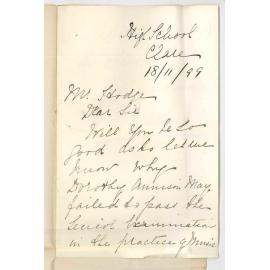 High School
Clare
18/11/99
Mr. Hodge
Dear Sir
Will you be so
good as to let me
know why
Dorothy Annison May
failed to pass the
Senior Examination
in the practice of Music